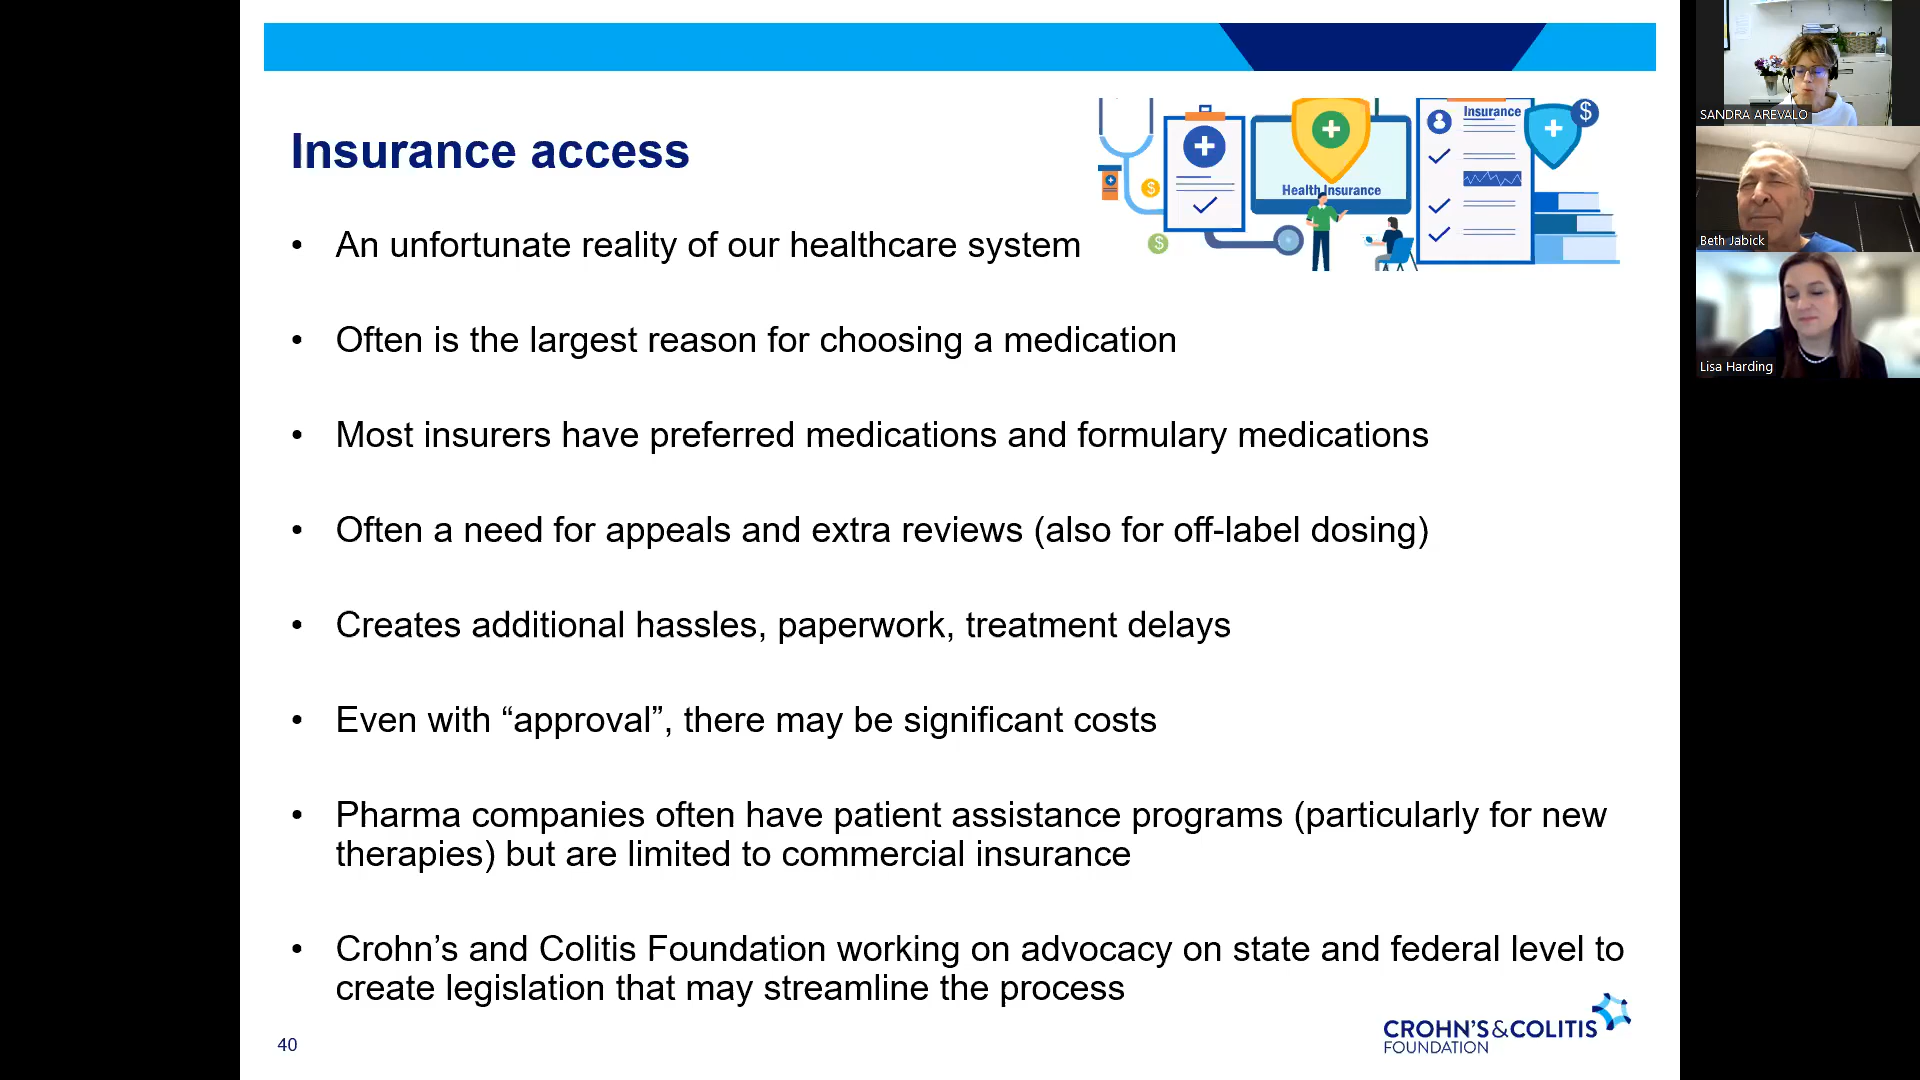 Insurance access
Health Insurance
Insurance
$
$
$
• An unfortunate reality of our healthcare system
• Often is the largest reason for choosing a medication
• Most insurers have preferred medications and formulary medications
• Often a need for appeals and extra reviews (also for off-label dosing)
• Creates additional hassles, paperwork, treatment delays
• Even with “approval”, there may be significant costs
• Pharma companies often have patient assistance programs (particularly for new
therapies) but are limited to commercial insurance
• Crohn’s and Colitis Foundation working on advocacy on state and federal level to
create legislation that may streamline the process
40
CROHN’S&COLITIS
FOUNDATION
SANDRA AREVALO
Beth Jabick
Lisa Harding